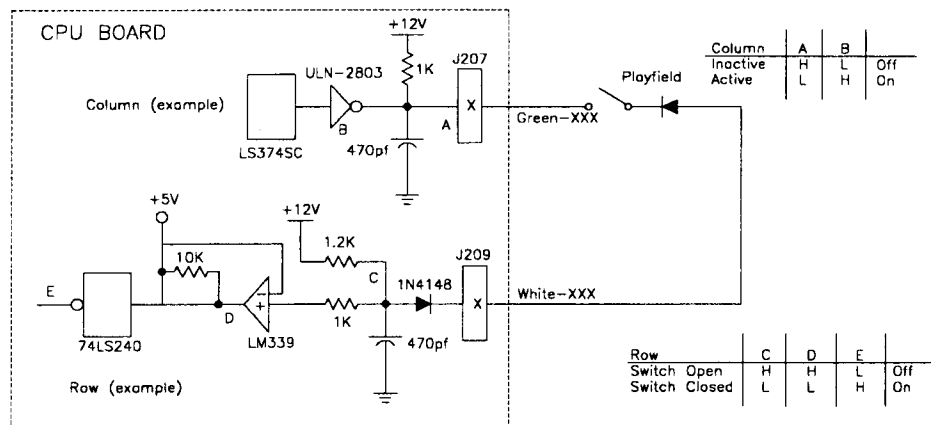 CPU BOARD
+12V
1K
ULN-2803
J207
Column (example)
B
A
X
LS374SC
470pf
Green-XXX
Playfield
Column A B
Inactive H L Off
Active L H On
+5V
+12V
1.2K
10K
C
1N4148
J209
E
D
LM339
1K
X
White-XXX
74LS240
470pf
Row (example)
Row C D E
Switch Open H H L Off
Switch Closed L L H On